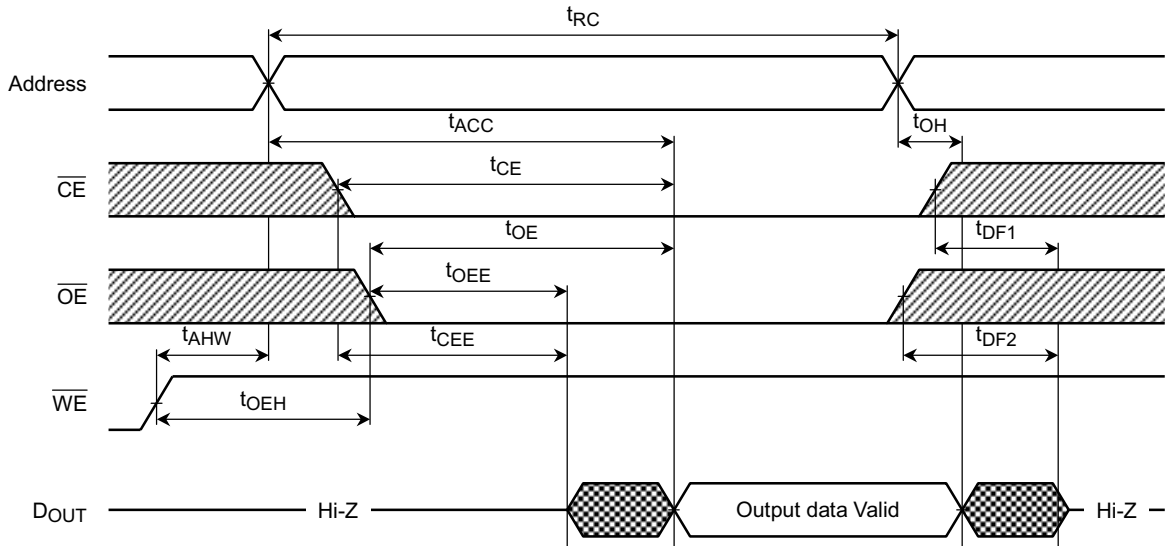 tRC
Address
tACC
tOH
CE
tCE
tOE
tDF1
OE
tOEE
tAHW
tCEE
tDF2
WE
tOEH
DOUT
Hi-Z
Output data Valid
Hi-Z